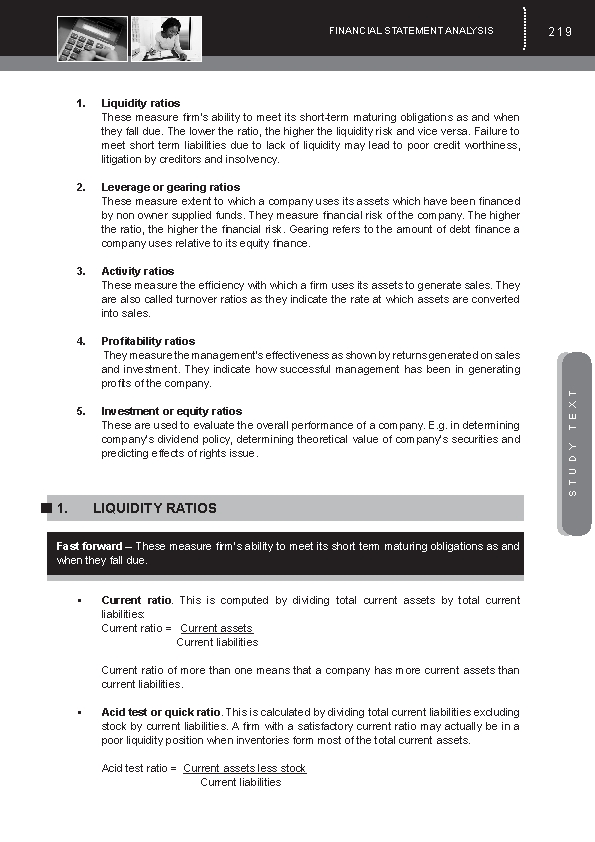 FINANCIAL STATEMENT ANALYSIS
219
1. Liquidity ratios
These measure firm's ability to meet its short-term maturing obligations as and when
they fall due. The lower the ratio, the higher the liquidity risk and vice versa. Failure to
meet short term liabilities due to lack of liquidity may lead to poor credit worthiness,
litigation by creditors and insolvency.
2. Leverage or gearing ratios
These measure extent to which a company uses its assets which have been financed
by non owner supplied funds. They measure financial risk of the company. The higher
the ratio, the higher the financial risk. Gearing refers to the amount of debt finance a
company uses relative to its equity finance.
3. Activity ratios
These measure the efficiency with which a firm uses its assets to generate sales. They
are also called turnover ratios as they indicate the rate at which assets are converted
into sales.
4. Profitability ratios
They measure the management's effectiveness as shown by returns generated on sales
and investment. They indicate how successful management has been in generating
profits of the company.
5. Investment or equity ratios
These are used to evaluate the overall performance of a company. E.g. in determining
company's dividend policy, determining theoretical value of company's securities and
predicting effects of rights issue.
STUDY TEXT
1. LIQUIDITY RATIOS
Fast forward – These measure firm's ability to meet its short term maturing obligations as and
when they fall due.
• Current ratio. This is computed by dividing total current assets by total current
liabilities:
Current ratio = Current assets
Current liabilities
Current ratio of more than one means that a company has more current assets than
current liabilities.
• Acid test or quick ratio. This is calculated by dividing total current liabilities excluding
stock by current liabilities. A firm with a satisfactory current ratio may actually be in a
poor liquidity position when inventories form most of the total current assets.
Acid test ratio = Current assets less stock
Current liabilities